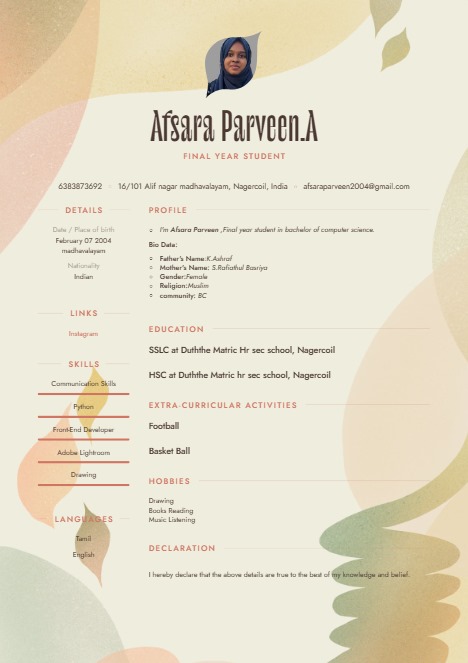 Afsara Parveen.A
FINAL YEAR STUDENT
6383873692 16/101 Alif nagar madhavalayam, Nagercoil, India afsaraparveen2004@gmail.com
DETAILS
Date / Place of birth
February 07 2004
madhavalayam
Nationality
Indian
LINKS
Instagram
SKILLS
Communication Skills
Python
Front-End Developer
Adobe Lightroom
Drawing
LANGUAGES
Tamil
English
PROFILE
I'm Afsara Parveen ,Final year student in bachelor of computer science.
Bio Date:
Father's Name:K.Ashraf
Mother's Name: S.Rafiathul Basriya
Gender:Female
Religion:Muslim
community: BC
EDUCATION
SSLC at Duththe Matric Hr sec school, Nagercoil
HSC at Duththe Matric hr sec school, Nagercoil
EXTRA-CURRICULAR ACTIVITIES
Football
Basket Ball
HOBBIES
Drawing
Books Reading
Music Listening
DECLARATION
I hereby declare that the above details are true to the best of my knowledge and belief.